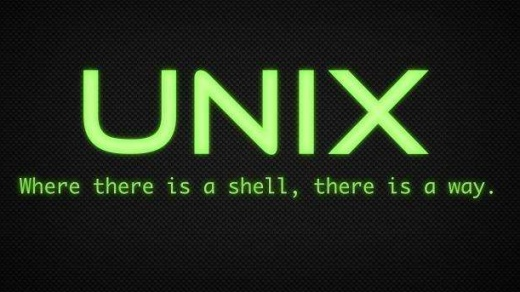 UNIX
Where there is a shell, there is a way.